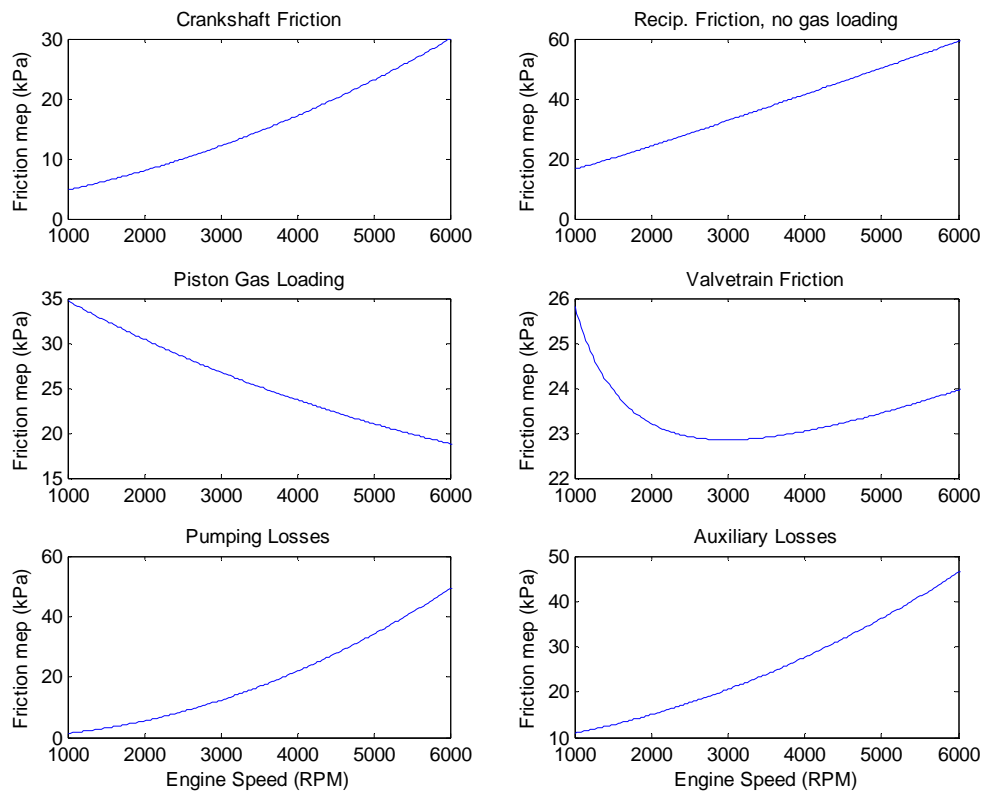 Crankshaft Friction
Friction mep (kPa)
30
20
10
0
1000 2000 3000 4000 5000 6000
Recip. Friction, no gas loading
Friction mep (kPa)
60
40
20
0
1000 2000 3000 4000 5000 6000
Piston Gas Loading
Friction mep (kPa)
35
30
25
20
15
1000 2000 3000 4000 5000 6000
Valvetrain Friction
Friction mep (kPa)
26
25
24
23
22
1000 2000 3000 4000 5000 6000
Pumping Losses
Friction mep (kPa)
60
40
20
0
1000 2000 3000 4000 5000 6000
Engine Speed (RPM)
Auxiliary Losses
Friction mep (kPa)
50
40
30
20
10
1000 2000 3000 4000 5000 6000
Engine Speed (RPM)